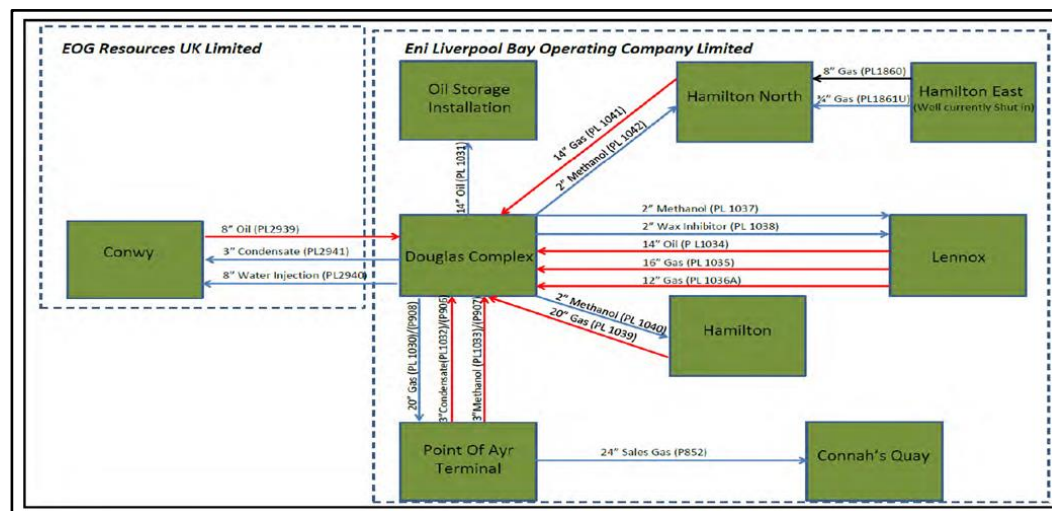 EOG Resources UK Limited
Eni Liverpool Bay Operating Company Limited
Oil Storage
Installation
Hamilton North
8” Gas (PL1860)
¾” Gas (PL1861U)
Hamilton East
(Well currently Shut in)
14” Gas (PL 1041)
2” Methanol (PL 1042)
14” Oil (PL 1031)
Conwy
8” Oil (PL2939)
3” Condensate (PL2941)
8” Water Injection (PL2940)
Douglas Complex
2” Methanol (PL 1037)
2” Wax Inhibitor (PL 1038)
14” Oil (P L1034)
16” Gas (PL 1035)
12” Gas (PL 1036A)
Lennox
2” Methanol (PL 1040)
20” Gas (PL 1039)
Hamilton
20” Gas (PL 1030)/(P908)
3”Condensate(PL1032)/(P906)
3”Methanol (PL1033)/(P907)
Point Of Ayr
Terminal
24” Sales Gas (P852)
Connah’s Quay